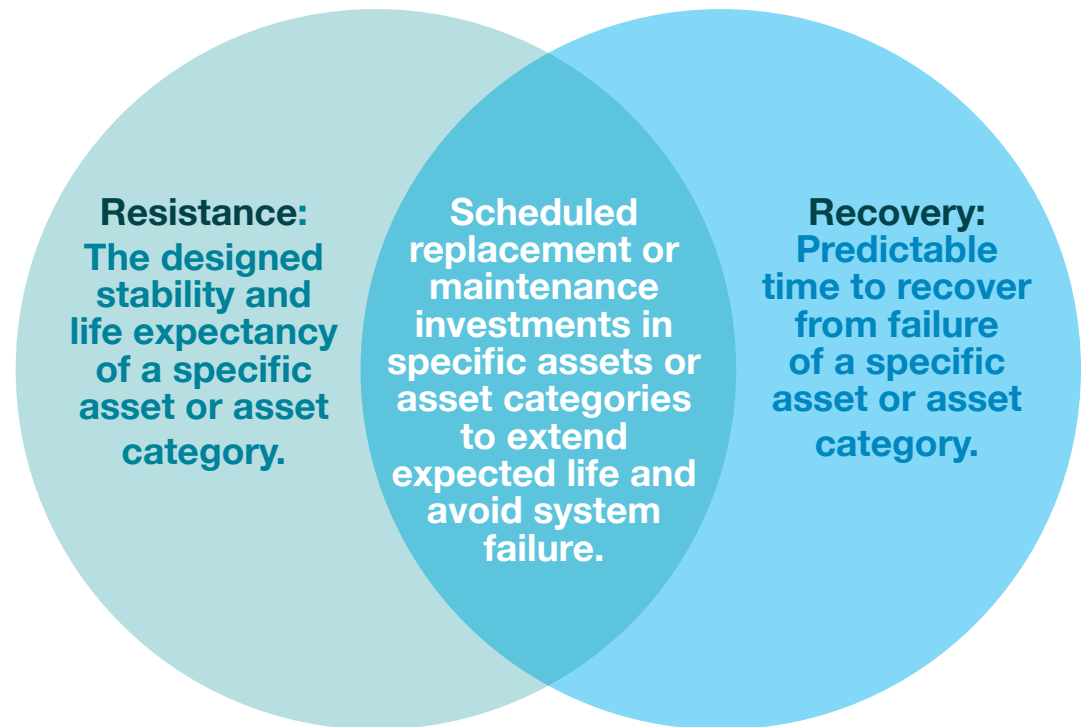 Resistance:
The designed
stability and
life expectancy
of a specific
asset or asset
category.
Scheduled
replacement or
maintenance
investments in
specific assets or
asset categories
to extend
expected life and
avoid system
failure.
Recovery:
Predictable
time to recover
from failure
of a specific
asset or asset
category.